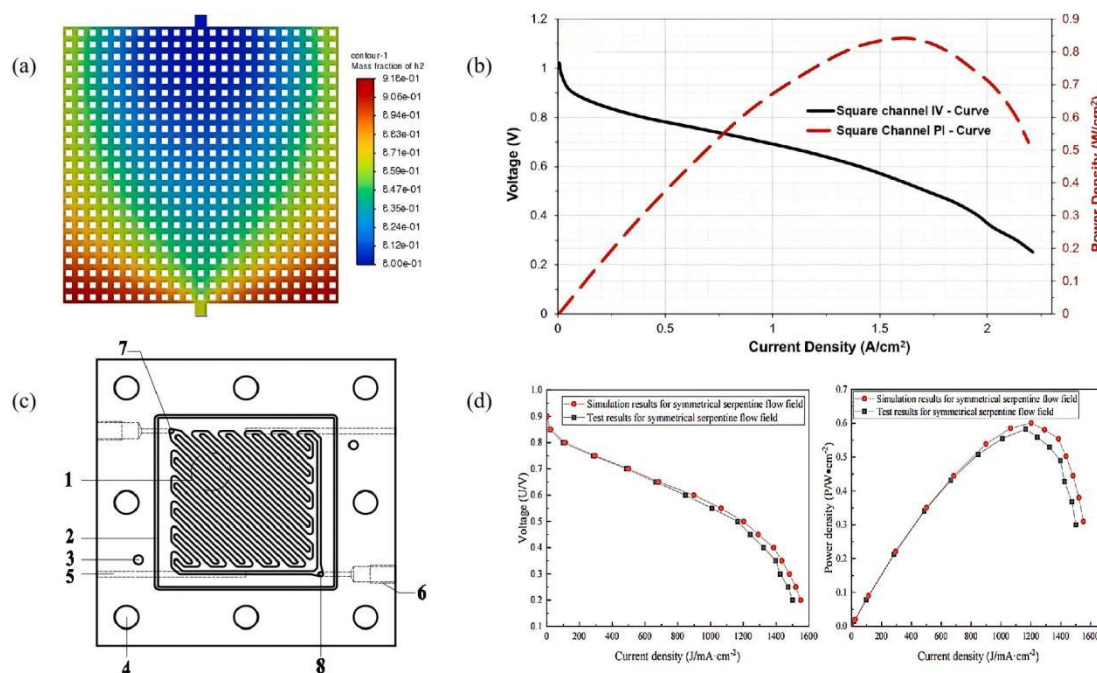 (a)
contour-1
Mass fraction of h2
9.18e-01
9.06e-01
8.94e-01
8.83e-01
8.71e-01
8.59e-01
8.47e-01
8.35e-01
8.24e-01
8.12e-01
8.00e-01
(b)
1.2
1
0.8
0.6
0.4
0.2
0
Voltage (V)
Square channel IV - Curve
Square Channel PI - Curve
0.9
0.8
0.7
0.6
0.5
0.4
0.3
0.2
0.1
0
Power Density (W/cm²)
0
0.5
1
1.5
2
Current Density (A/cm²)
(c)
7
1
2
3
5
6
4
8
(d)
1.0
0.9
0.8
0.7
0.6
0.5
0.4
0.3
0.2
0.1
Voltage (U/V)
Simulation results for symmetrical serpentine flow field
Test results for symmetrical serpentine flow field
0 200 400 600 800 1000 1200 1400 1600
Current density (J/mA·cm⁻²)
0.7
0.6
0.5
0.4
0.3
0.2
0.1
0.0
Power density (P/W•cm⁻²)
Simulation results for symmetrical serpentine flow field
Test results for symmetrical serpentine flow field
0 200 400 600 800 1000 1200 1400 1600
Current density (J/mA·cm⁻²)